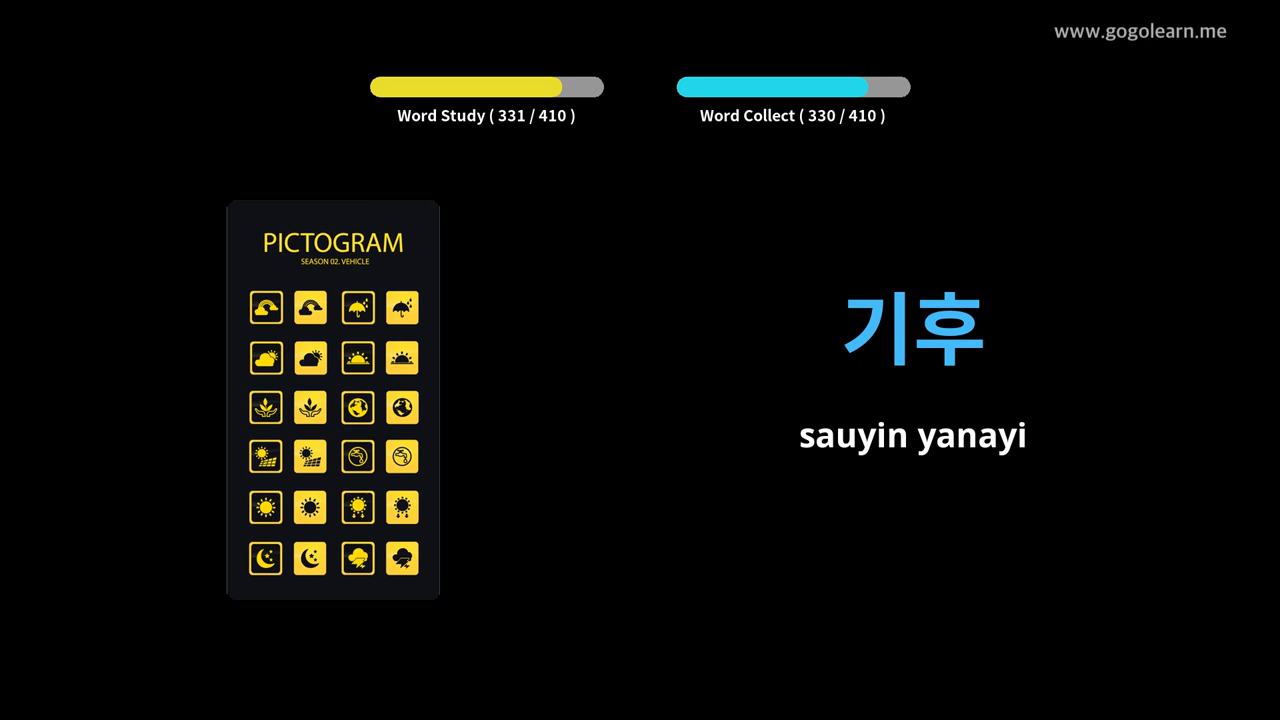 www.gogolearn.me
Word Study ( 331 / 410 )
Word Collect ( 330 / 410 )
PICTOGRAM
SEASON 02. VEHICLE
기후
sauyin yanayi